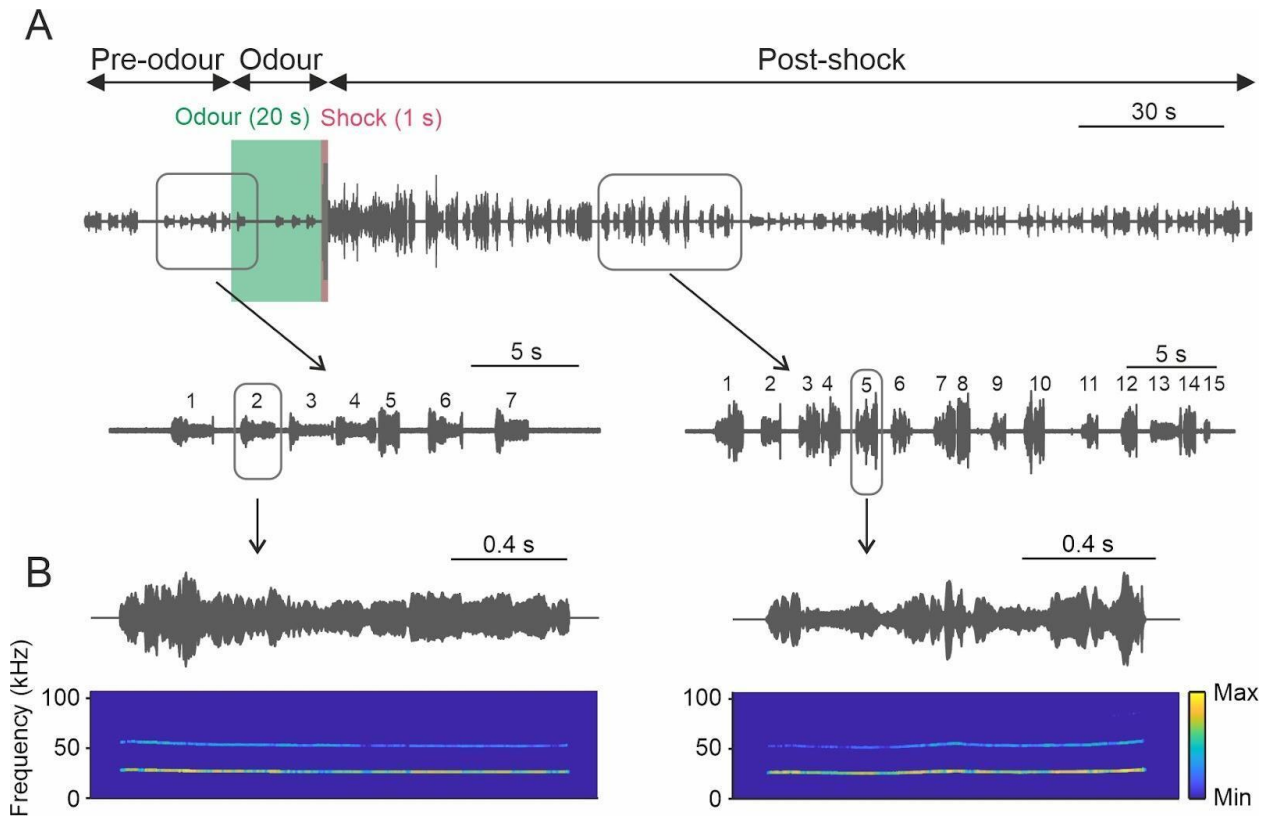 A
Pre-odour Odour Post-shock
Odour (20 s) Shock (1 s) 30 s
5 s 5 s
1 2 3 4 5 6 7 1 2 3 4 5 6 7 8 9 10 11 12 13 14 15
B 0.4 s 0.4 s
Frequency (kHz)
100 100 Max
50 50
0 0 Min